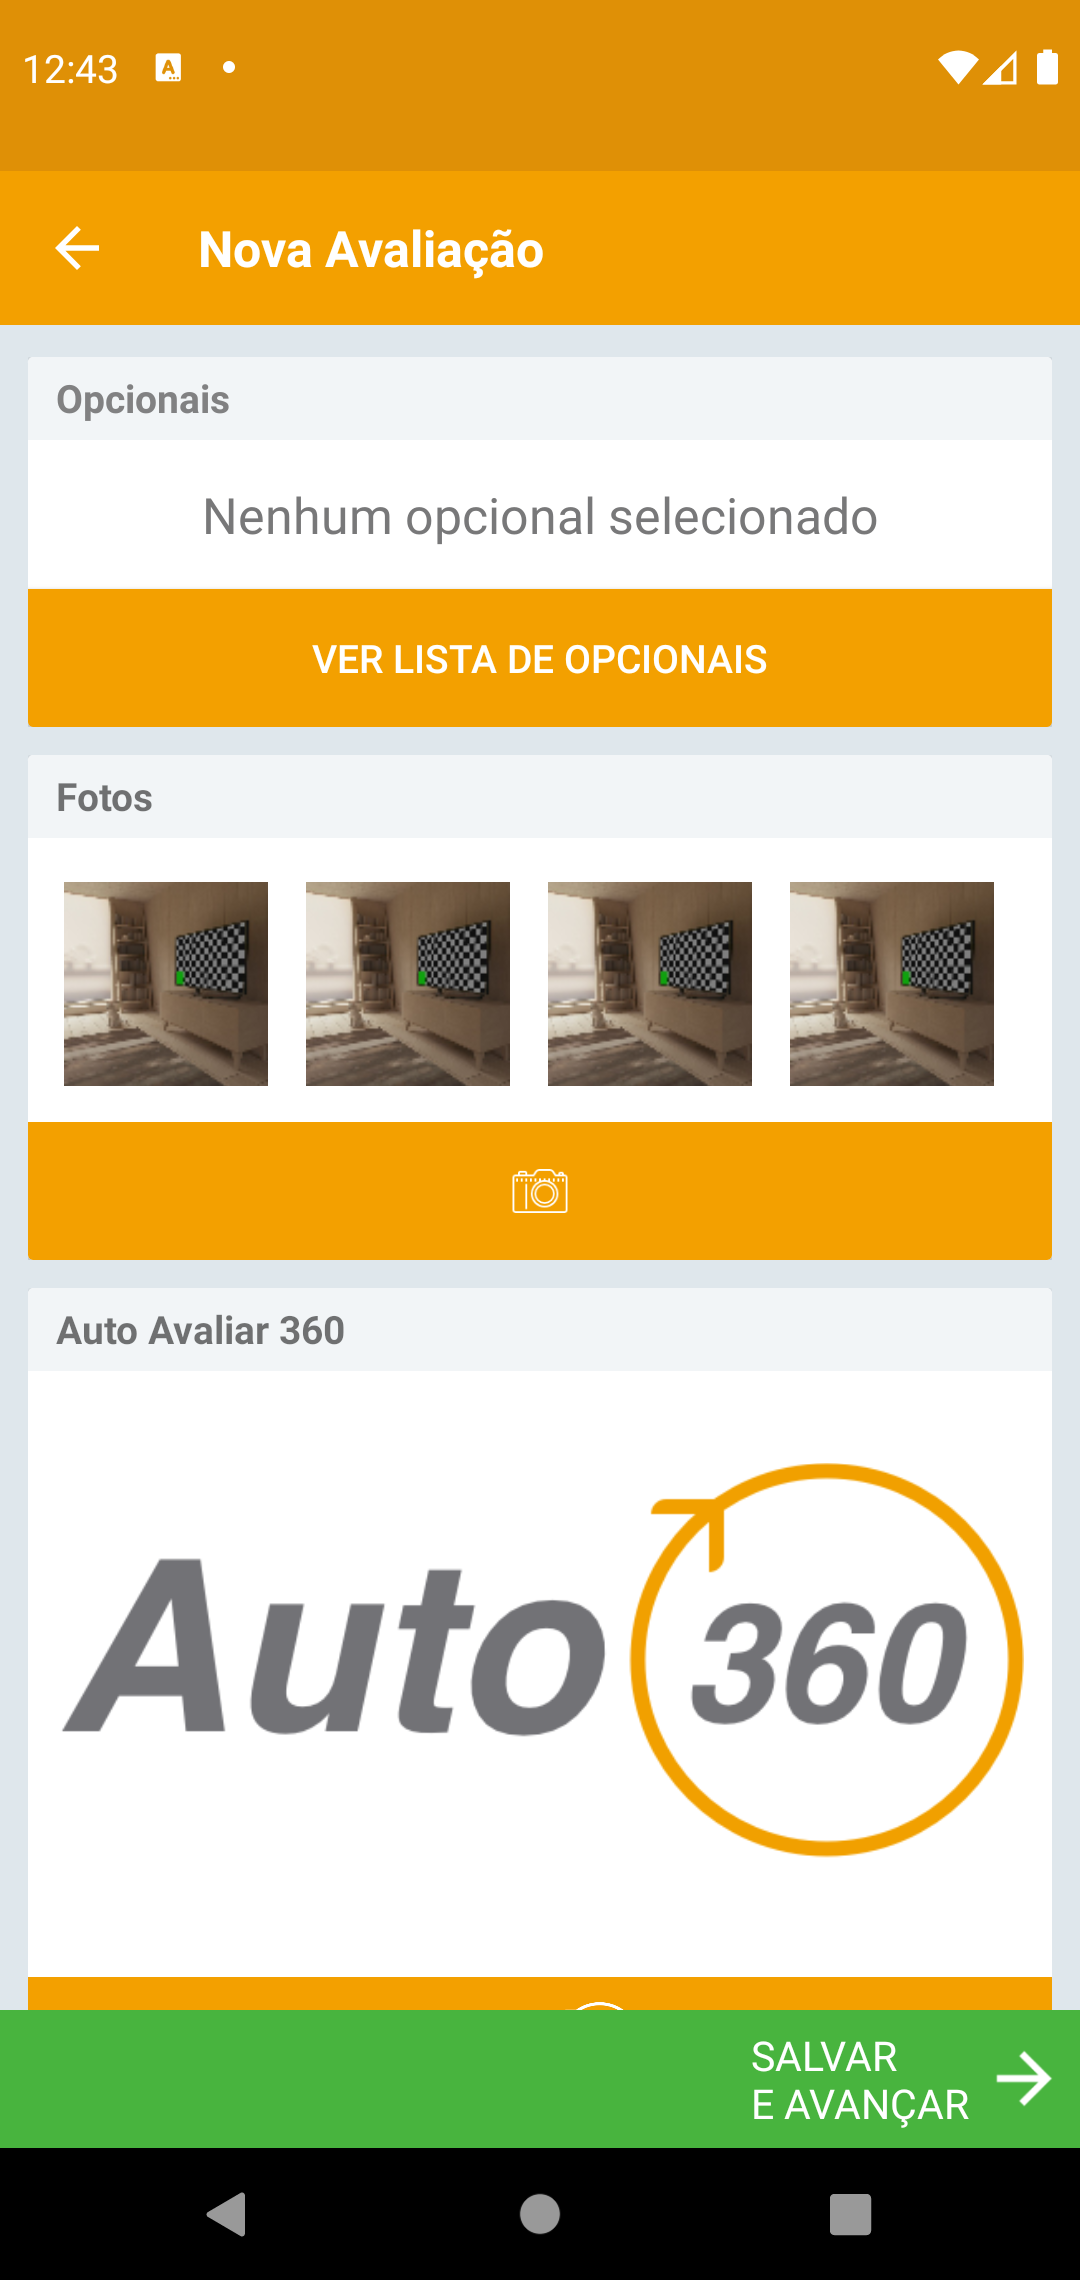 12:43
Nova Avaliação
Opcionais
Nenhum opcional selecionado
VER LISTA DE OPCIONAIS
Fotos
Auto Avaliar 360
Auto 360
SALVAR
E AVANÇAR